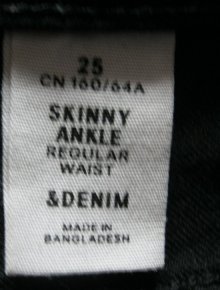 25
CN 160/64A
SKINNY
ANKLE
REGULAR
WAIST
&DENIM
MADE IN
BANGLADESH